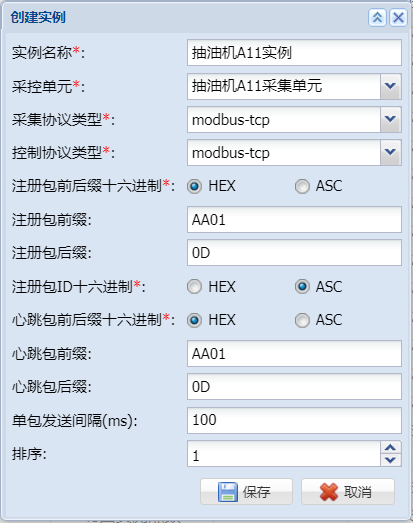 创建实例
实例名称*: 抽油机A11实例
采控单元*: 抽油机A11采集单元
采集协议类型*: modbus-tcp
控制协议类型*: modbus-tcp
注册包前后缀十六进制*: HEX ASC
注册包前缀: AA01
注册包后缀: 0D
注册包ID十六进制*: HEX ASC
心跳包前后缀十六进制*: HEX ASC
心跳包前缀: AA01
心跳包后缀: 0D
单包发送间隔(ms): 100
排序: 1
保存 取消